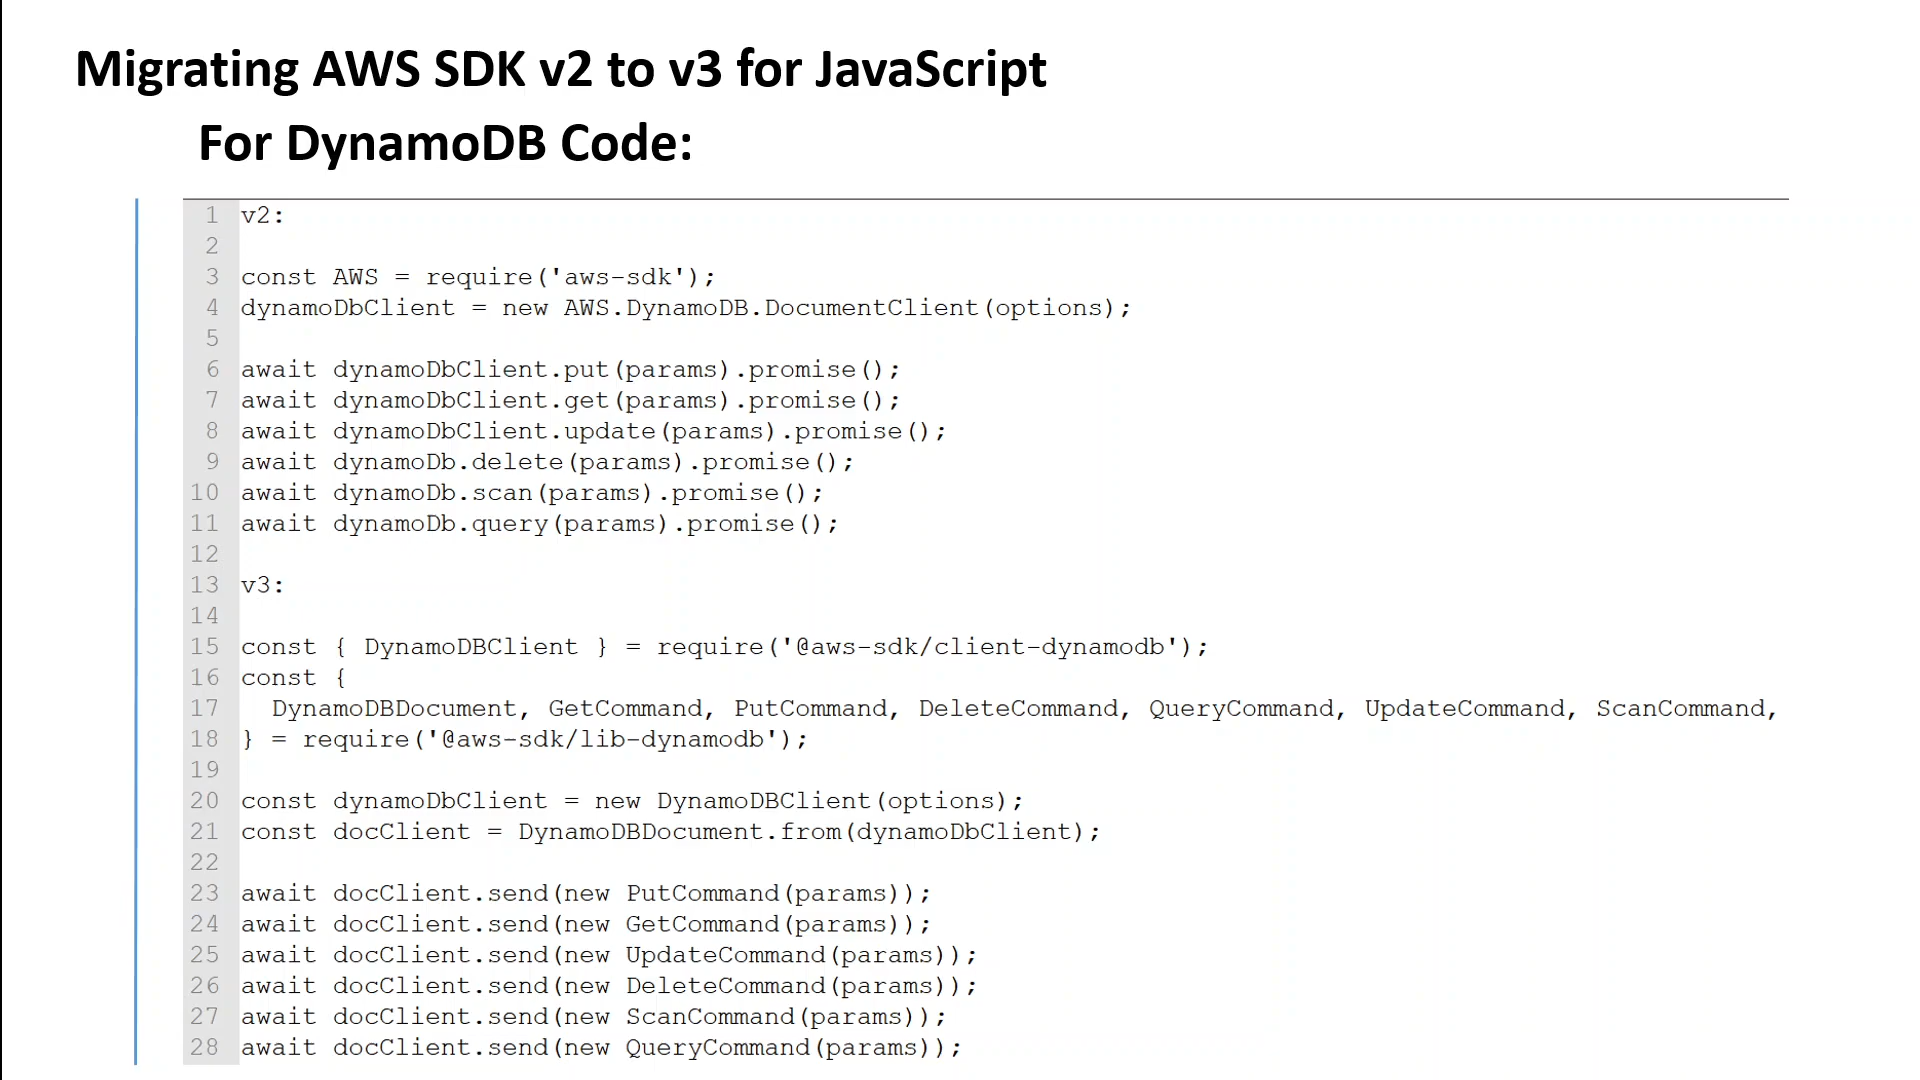 Migrating AWS SDK v2 to v3 for JavaScript
For DynamoDB Code:
1 v2:
2
3 const AWS = require('aws-sdk');
4 dynamoDbClient = new AWS.DynamoDB.DocumentClient(options);
5
6 await dynamoDbClient.put(params).promise();
7 await dynamoDbClient.get(params).promise();
8 await dynamoDbClient.update(params).promise();
9 await dynamoDb.delete(params).promise();
10 await dynamoDb.scan(params).promise();
11 await dynamoDb.query(params).promise();
12
13 v3:
14
15 const { DynamoDBClient } = require('@aws-sdk/client-dynamodb');
16 const {
17   DynamoDBDocument, GetCommand, PutCommand, DeleteCommand, QueryCommand, UpdateCommand, ScanCommand,
18 } = require('@aws-sdk/lib-dynamodb');
19
20 const dynamoDbClient = new DynamoDBClient(options);
21 const docClient = DynamoDBDocument.from(dynamoDbClient);
22
23 await docClient.send(new PutCommand(params));
24 await docClient.send(new GetCommand(params));
25 await docClient.send(new UpdateCommand(params));
26 await docClient.send(new DeleteCommand(params));
27 await docClient.send(new ScanCommand(params));
28 await docClient.send(new QueryCommand(params));